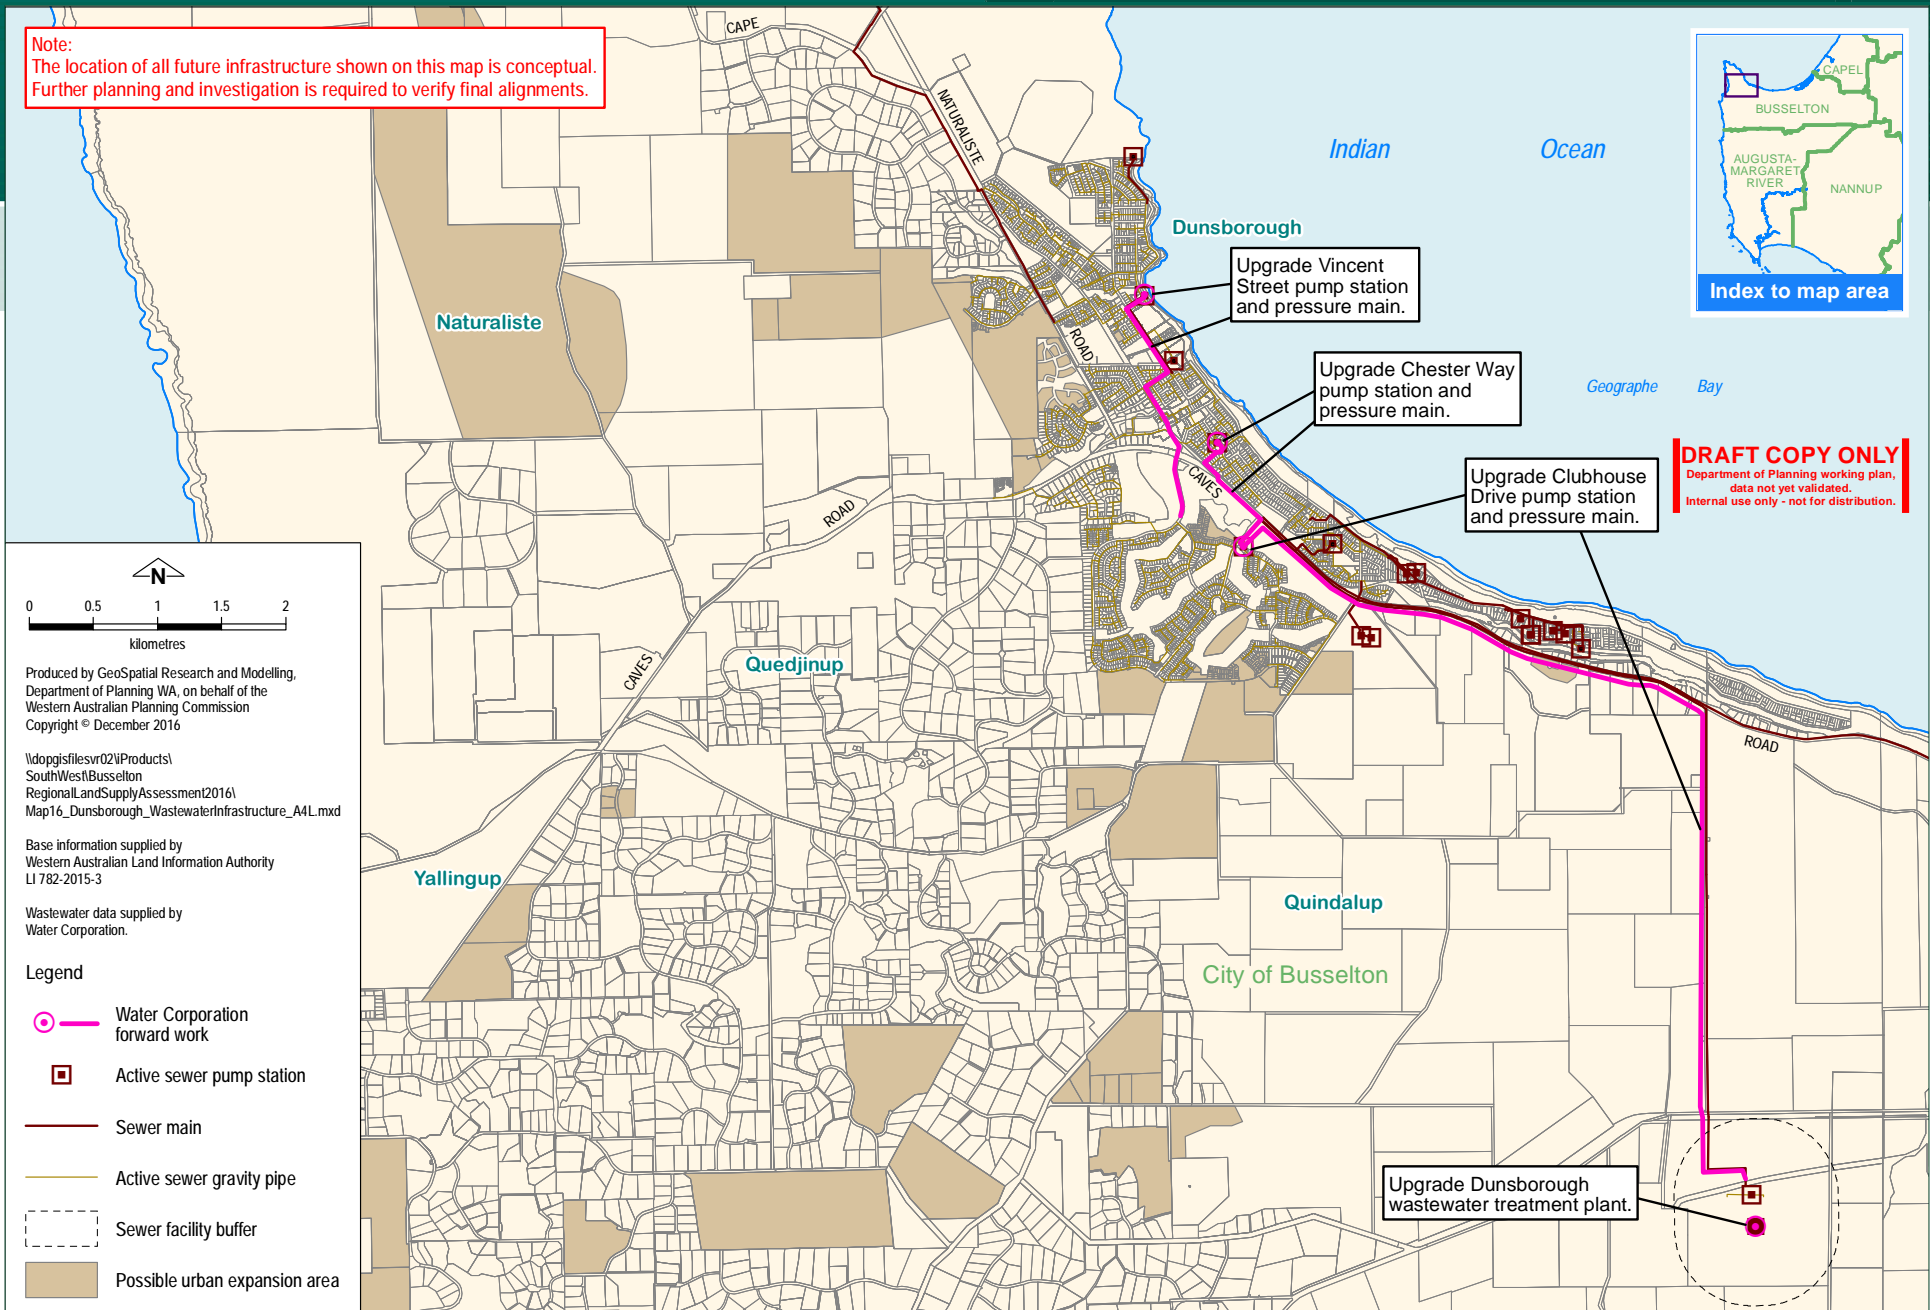 Note:
The location of all future infrastructure shown on this map is conceptual.
Further planning and investigation is required to verify final alignments.
CAPE
NATURALISTE
ROAD
Indian Ocean
CAPEL
BUSSELTON
AUGUSTA-
MARGARET
RIVER
NANNUP
Index to map area
Dunsborough
Naturaliste
Upgrade Vincent
Street pump station
and pressure main.
Upgrade Chester Way
pump station and
pressure main.
Geographe Bay
DRAFT COPY ONLY
Department of Planning working plan,
data not yet validated.
Internal use only - not for distribution.
Upgrade Clubhouse
Drive pump station
and pressure main.
CAVES
ROAD
CAVES
ROAD
Quedjinup
Yallingup
Quindalup
City of Busselton
Upgrade Dunsborough
wastewater treatment plant.
N
0 0.5 1 1.5 2
kilometres
Produced by GeoSpatial Research and Modelling,
Department of Planning WA, on behalf of the
Western Australian Planning Commission
Copyright © December 2016
\\dopgisfilesvr02\iProducts\
SouthWest\Busselton
RegionalLandSupplyAssessment2016\
Map16_Dunsborough_WastewaterInfrastructure_A4L.mxd
Base information supplied by
Western Australian Land Information Authority
LI 782-2015-3
Wastewater data supplied by
Water Corporation.
Legend
Water Corporation
forward work
Active sewer pump station
Sewer main
Active sewer gravity pipe
Sewer facility buffer
Possible urban expansion area